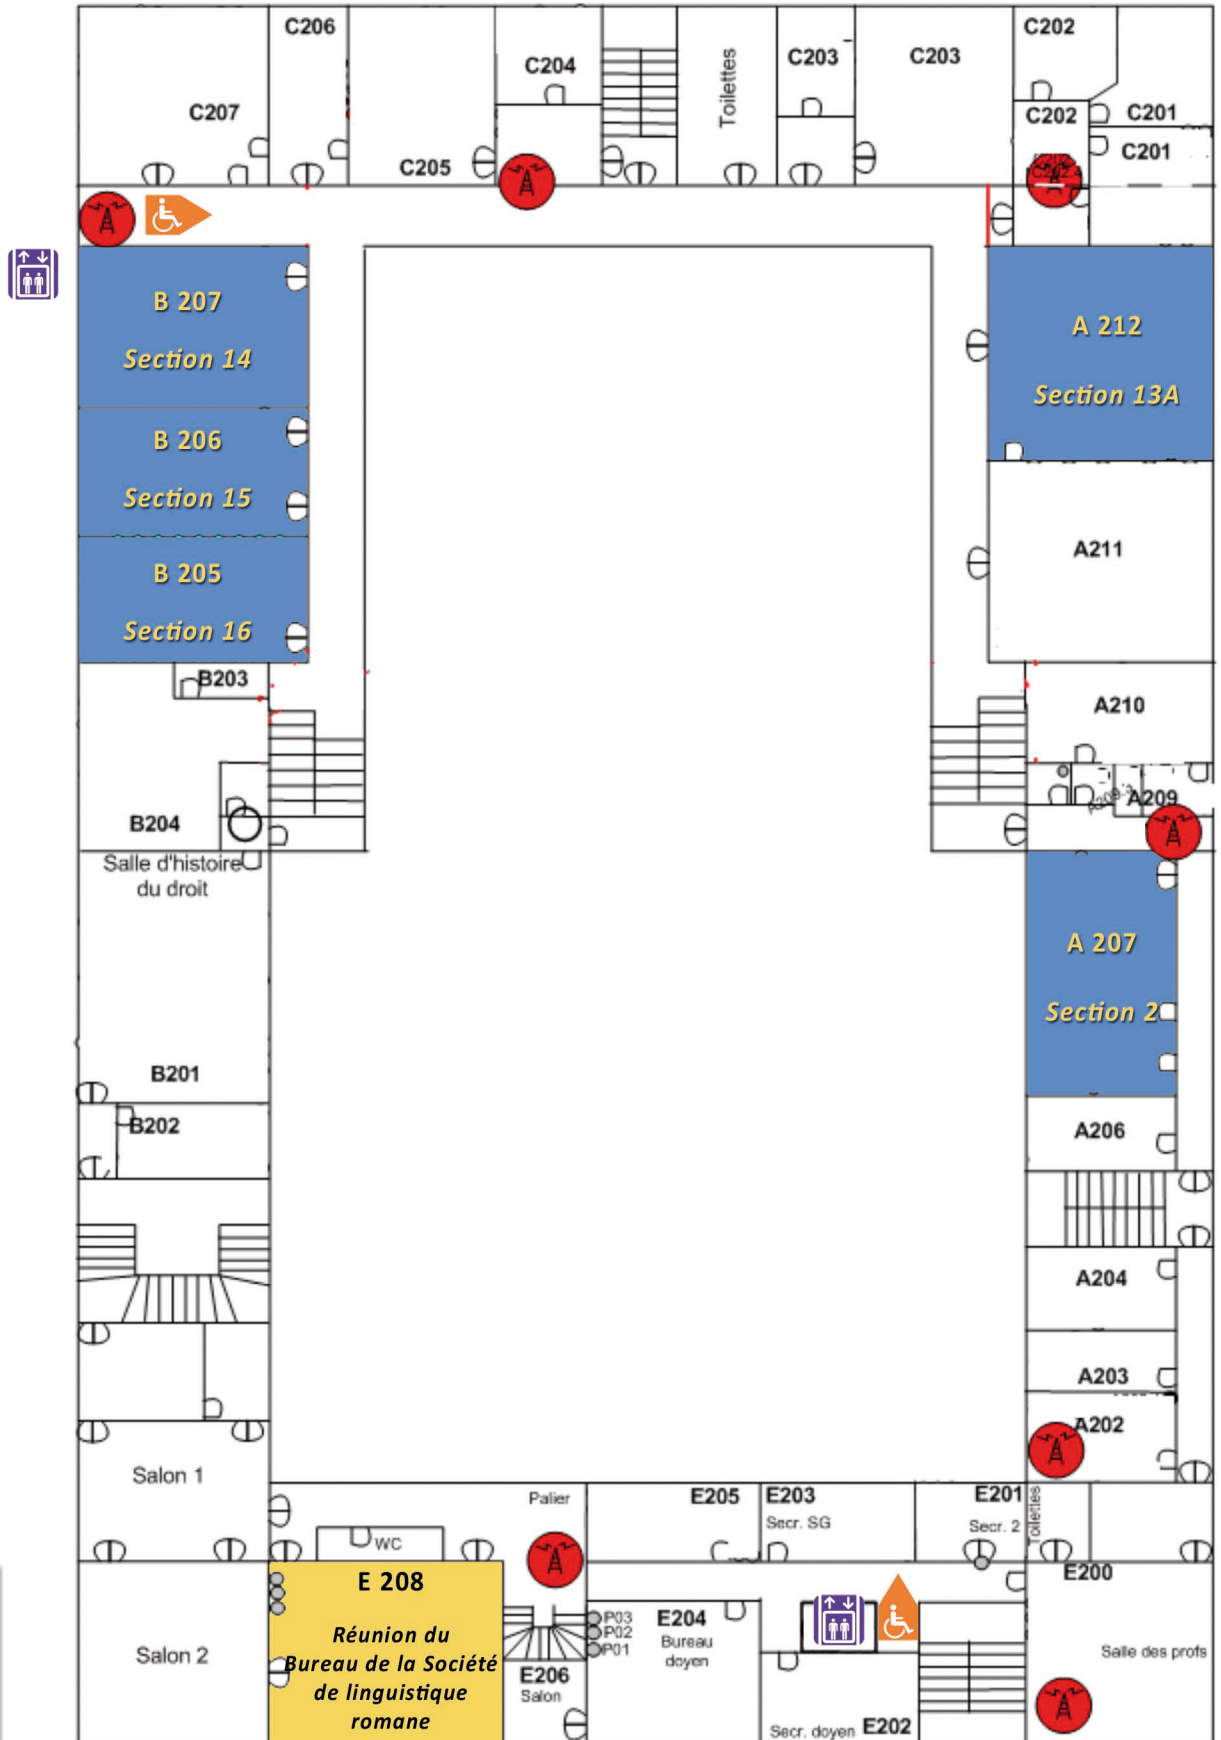 C206
C202
C204
C203
C203
Toilettes
C207
C202
C201
C205
C201
B 207
Section 14
A 212
Section 13A
B 206
Section 15
B 205
Section 16
A211
B203
A210
A209
B204
Salle d'histoire
du droit
A 207
Section 2
B201
B202
A206
A204
A203
A202
Salon 1
Palier
E205
E203
Secr. SG
E201
Secr. 2
Toilettes
WC
E 208
Réunion du
Bureau de la Société
de linguistique
romane
E200
Salle des profs
P03
P02
P01
E204
Bureau
doyen
Salon 2
E206
Salon
Secr. doyen E202